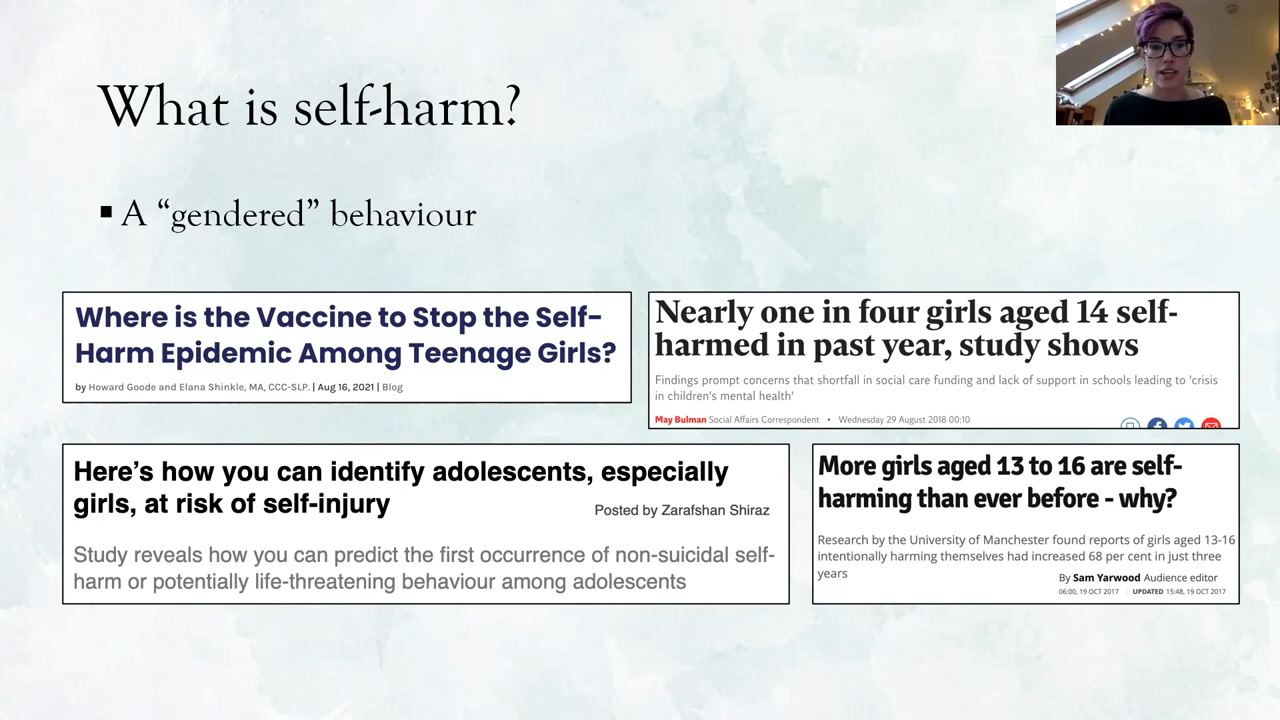 What is self-harm?
▪ A “gendered” behaviour
Where is the Vaccine to Stop the Self-
Harm Epidemic Among Teenage Girls?
by Howard Goode and Elana Shinkle, MA, CCC-SLP. | Aug 16, 2021 | Blog
Nearly one in four girls aged 14 self-
harmed in past year, study shows
Findings prompt concerns that shortfall in social care funding and lack of support in schools leading to 'crisis
in children's mental health'
May Bulman Social Affairs Correspondent • Wednesday 29 August 2018 00:10
Here’s how you can identify adolescents, especially
girls, at risk of self-injury
Posted by Zarafshan Shiraz
Study reveals how you can predict the first occurrence of non-suicidal self-
harm or potentially life-threatening behaviour among adolescents
More girls aged 13 to 16 are self-
harming than ever before - why?
Research by the University of Manchester found reports of girls aged 13-16
intentionally harming themselves had increased 68 per cent in just three
years
By Sam Yarwood Audience editor
06:00, 19 OCT 2017 | UPDATED 15:48, 19 OCT 2017